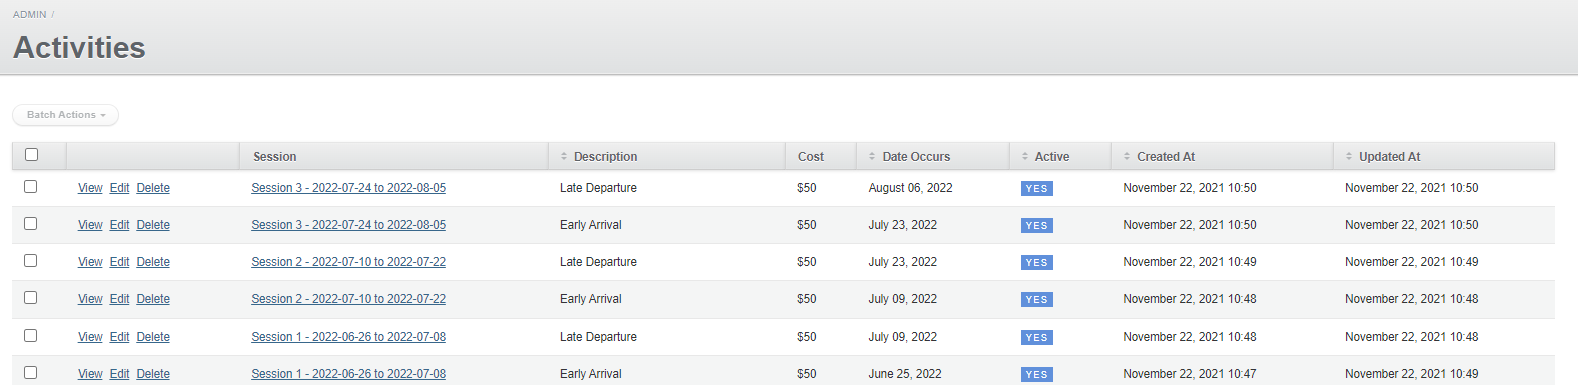 ADMIN /
Activities
Batch Actions
Session Description Cost Date Occurs Active Created At Updated At
View Edit Delete Session 3 - 2022-07-24 to 2022-08-05 Late Departure $50 August 06, 2022 YES November 22, 2021 10:50 November 22, 2021 10:50
View Edit Delete Session 3 - 2022-07-24 to 2022-08-05 Early Arrival $50 July 23, 2022 YES November 22, 2021 10:50 November 22, 2021 10:50
View Edit Delete Session 2 - 2022-07-10 to 2022-07-22 Late Departure $50 July 23, 2022 YES November 22, 2021 10:49 November 22, 2021 10:49
View Edit Delete Session 2 - 2022-07-10 to 2022-07-22 Early Arrival $50 July 09, 2022 YES November 22, 2021 10:48 November 22, 2021 10:48
View Edit Delete Session 1 - 2022-06-26 to 2022-07-08 Late Departure $50 July 09, 2022 YES November 22, 2021 10:48 November 22, 2021 10:48
View Edit Delete Session 1 - 2022-06-26 to 2022-07-08 Early Arrival $50 June 25, 2022 YES November 22, 2021 10:47 November 22, 2021 10:49